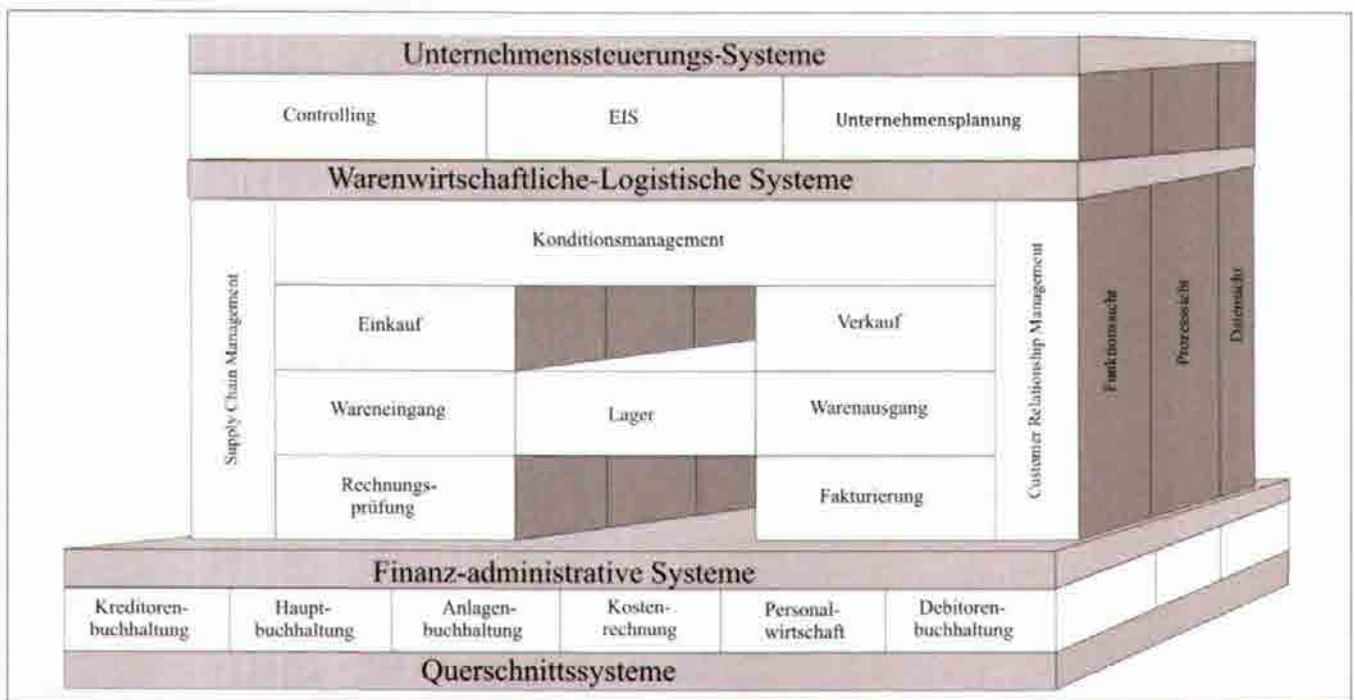 Unternehmenssteuerungs-Systeme
Controlling
EIS
Unternehmensplanung
Warenwirtschaftliche-Logistische Systeme
Supply Chain Management
Konditionsmanagement
Customer Relationship Management
Funktionssicht
Prozesssicht
Datensicht
Einkauf
Verkauf
Wareneingang
Lager
Warenausgang
Rechnungs-
prüfung
Fakturierung
Finanz-administrative Systeme
Kreditoren-
buchhaltung
Haupt-
buchhaltung
Anlagen-
buchhaltung
Kosten-
rechnung
Personal-
wirtschaft
Debitoren-
buchhaltung
Querschnittssysteme